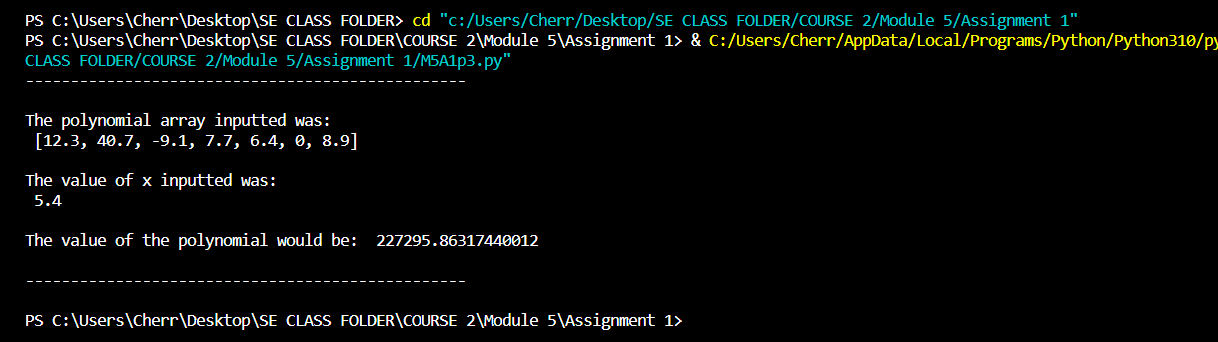 PS C:\Users\Cherr\Desktop\SE CLASS FOLDER> cd "c:/Users/Cherr/Desktop/SE CLASS FOLDER/COURSE 2/Module 5/Assignment 1"
PS C:\Users\Cherr\Desktop\SE CLASS FOLDER\COURSE 2\Module 5\Assignment 1> & C:/Users/Cherr/AppData/Local/Programs/Python/Python310/py
CLASS FOLDER/COURSE 2/Module 5/Assignment 1/M5A1p3.py"
-------------------------------------------------
The polynomial array inputted was:
[12.3, 40.7, -9.1, 7.7, 6.4, 0, 8.9]
The value of x inputted was:
5.4
The value of the polynomial would be:  227295.86317440012
-------------------------------------------------
PS C:\Users\Cherr\Desktop\SE CLASS FOLDER\COURSE 2\Module 5\Assignment 1>